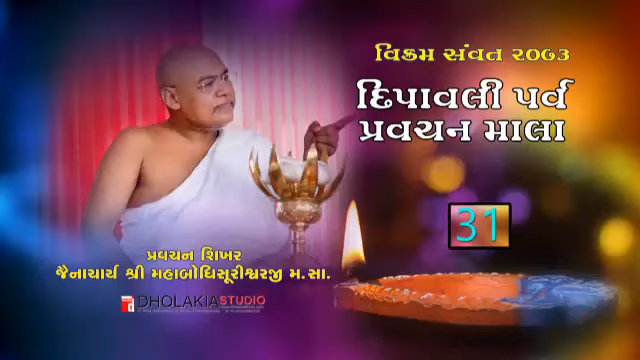 વિક્રમ સંવત ૨૦૭૩
દિપાવલી પર્વ
પ્રવચન માલા
31
પ્રવચન શિખર
જૈનાચાર્ય શ્રી મહાબોધિસૂરીશ્વરજી મ.સા.
DHOLAKIA STUDIO